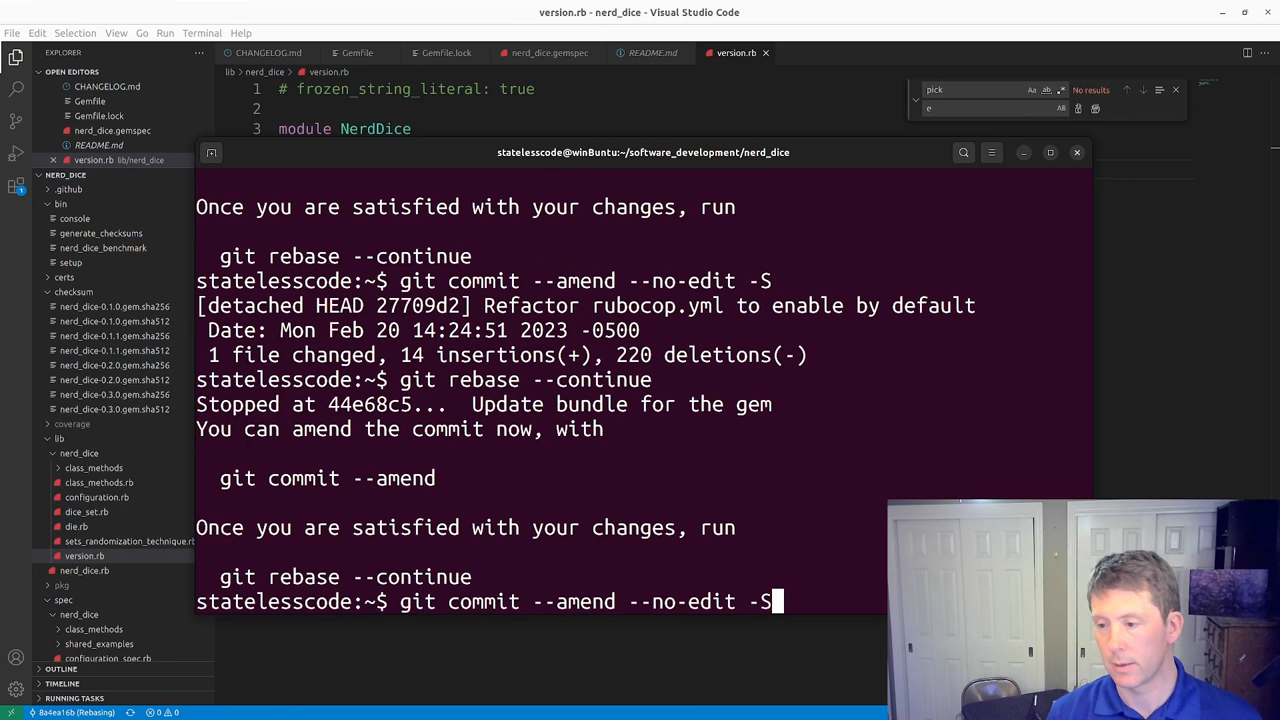 version.rb - nerd_dice - Visual Studio Code
File Edit Selection View Go Run Terminal Help
EXPLORER
CHANGELOG.md Gemfile Gemfile.lock nerd_dice.gemspec README.md version.rb
OPEN EDITORS
CHANGELOG.md
Gemfile
Gemfile.lock
nerd_dice.gemspec
README.md
version.rb lib/nerd_dice
NERD_DICE
.github
bin
console
generate_checksums
nerd_dice_benchmark
setup
certs
checksum
nerd_dice-0.1.0.gem.sha256
nerd_dice-0.1.0.gem.sha512
nerd_dice-0.1.1.gem.sha256
nerd_dice-0.1.1.gem.sha512
nerd_dice-0.2.0.gem.sha256
nerd_dice-0.2.0.gem.sha512
nerd_dice-0.3.0.gem.sha256
nerd_dice-0.3.0.gem.sha512
coverage
lib
nerd_dice
class_methods
class_methods.rb
configuration.rb
dice_set.rb
die.rb
sets_randomization_technique.rb
version.rb
nerd_dice.rb
pkg
spec
nerd_dice
class_methods
shared_examples
configuration_spec.rb
OUTLINE
TIMELINE
RUNNING TASKS
lib > nerd_dice > version.rb
1 # frozen_string_literal: true
2
3 module NerdDice
pick Aa ab .* No results
e AB
statelesscode@winBuntu:~/software_development/nerd_dice
Once you are satisfied with your changes, run
git rebase --continue
statelesscode:~$ git commit --amend --no-edit -S
[detached HEAD 27709d2] Refactor rubocop.yml to enable by default
Date: Mon Feb 20 14:24:51 2023 -0500
1 file changed, 14 insertions(+), 220 deletions(-)
statelesscode:~$ git rebase --continue
Stopped at 44e68c5... Update bundle for the gem
You can amend the commit now, with
git commit --amend
Once you are satisfied with your changes, run
git rebase --continue
statelesscode:~$ git commit --amend --no-edit -S
1
8a4ea16b (Rebasing) 0 0